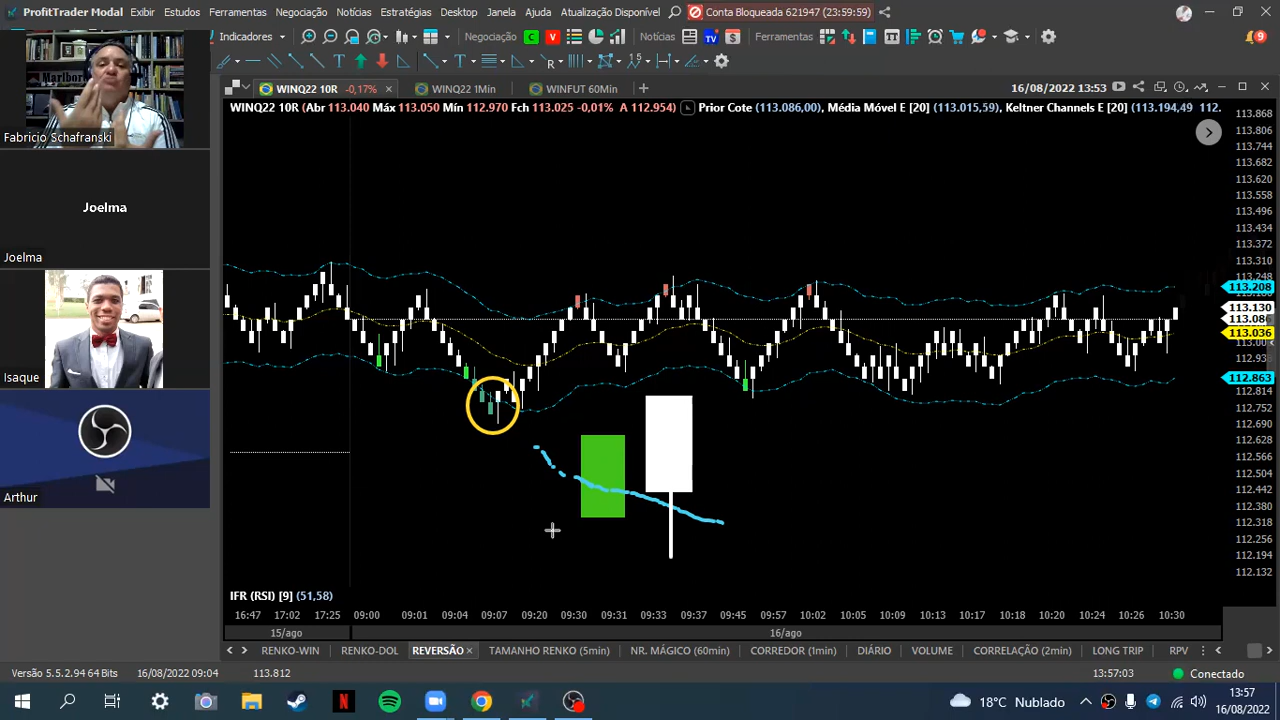 ProfitTrader Modal Exibir Estudos Ferramentas Negociação Notícias Estratégias Desktop Janela Ajuda Atualização Disponível Conta Bloqueada 621947 (23:59:59)
Indicadores Negociação C V Notícias TV $ Ferramentas 9
WINQ22 10R -0,17% × WINQ22 1Min WINFUT 60Min +
16/08/2022 13:53
WINQ22 10R (Abr 113.040 Máx 113.050 Mín 112.970 Fch 113.025 -0,01% A 112.954) Prior Cote (113.086,00) Média Móvel E [20] (113.015,59) Keltner Channels E [20] (113.194,49 112.
Fabricio Schafranski
Joelma
Joelma
Isaque
Arthur
113.868
113.806
113.744
113.682
113.620
113.558
113.496
113.434
113.372
113.310
113.248
113.208
113.130
113.08
113.036
113.00
112.938
112.863
112.814
112.752
112.690
112.628
112.566
112.504
112.442
112.380
112.318
112.256
112.194
112.132
IFR (RSI) [9] (51,58)
16:47 17:02 17:25 09:00 09:01 09:04 09:07 09:20 09:30 09:31 09:33 09:45 09:57 10:02 10:05 10:09 10:13 10:12 10:18 10:20 10:24 10:26 10:30
15/ago 16/ago
RENKO-WIN RENKO-DOL REVERSÃO × TAMANHO RENKO (5min) NR. MÁGICO (60min) CORREDOR (1min) DIÁRIO VOLUME CORRELAÇÃO (2min) LONG TRIP RPV
Versão 5.5.2.94 64 Bits 16/08/2022 09:04 113.812 13:57:03 Conectado
18°C Nublado 13:57
16/08/2022